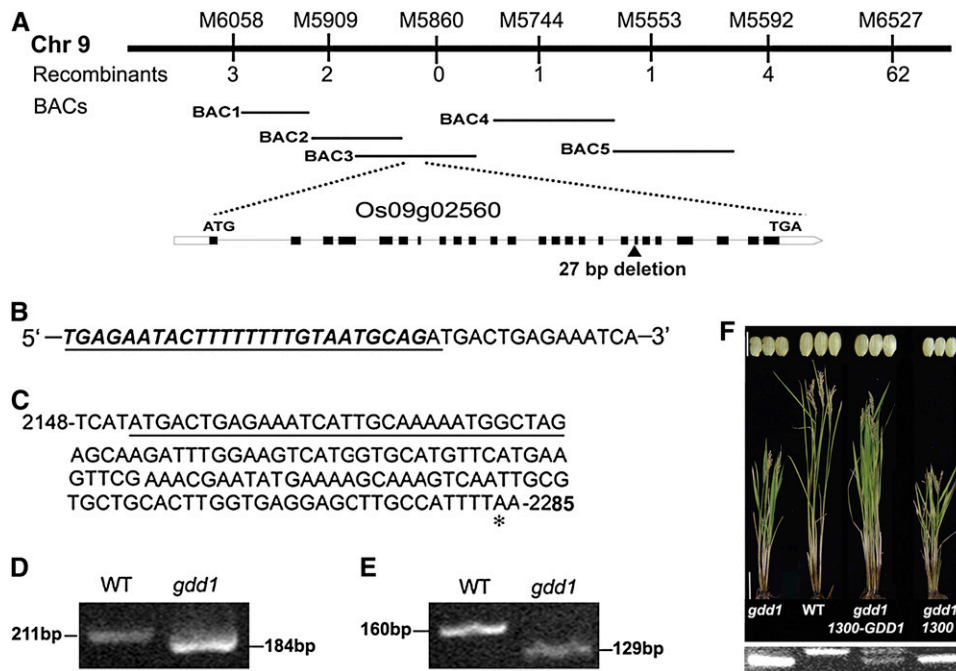 A
M6058 M5909 M5860 M5744 M5553 M5592 M6527
Chr 9
Recombinants 3 2 0 1 1 4 62
BACs
BAC1
BAC4
BAC2
BAC5
BAC3
Os09g02560
ATG TGA
27 bp deletion
B
5‘ —TGAGAATACTTTTTTTTGTAATGCAGATGACTGAGAAATCA—3’
C
2148-TCATATGACTGAGAAATCATTGCAAAAATGGCTAG
AGCAAGATTTGGAAGTCATGGTGCATGTTCATGAA
GTTCGAAACGAATATGAAAAGCAAAGTCAATTGCG
TGCTGCACTTGGTGAGGAGCTTGCCATTTTAA-2285
*
D
WT gdd1
211bp
184bp
E
WT gdd1
160bp
129bp
F
gdd1 WT gdd1 gdd1
1300-GDD1 1300